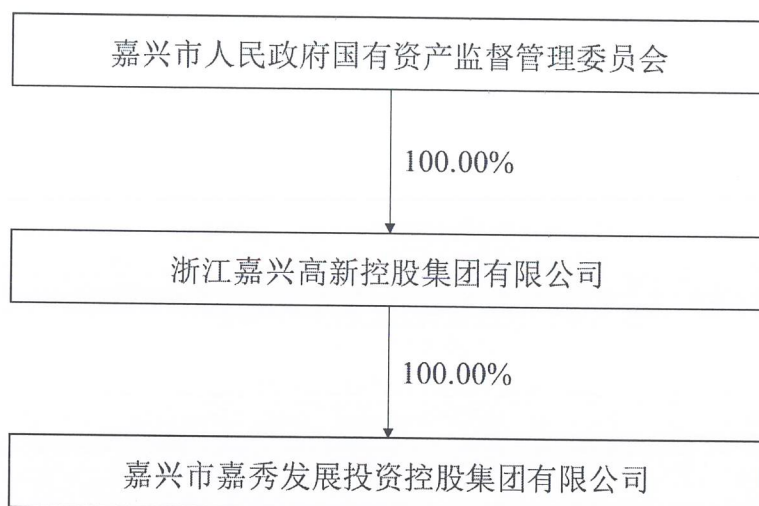 嘉兴市人民政府国有资产监督管理委员会
100.00%
浙江嘉兴高新控股集团有限公司
100.00%
嘉兴市嘉秀发展投资控股集团有限公司